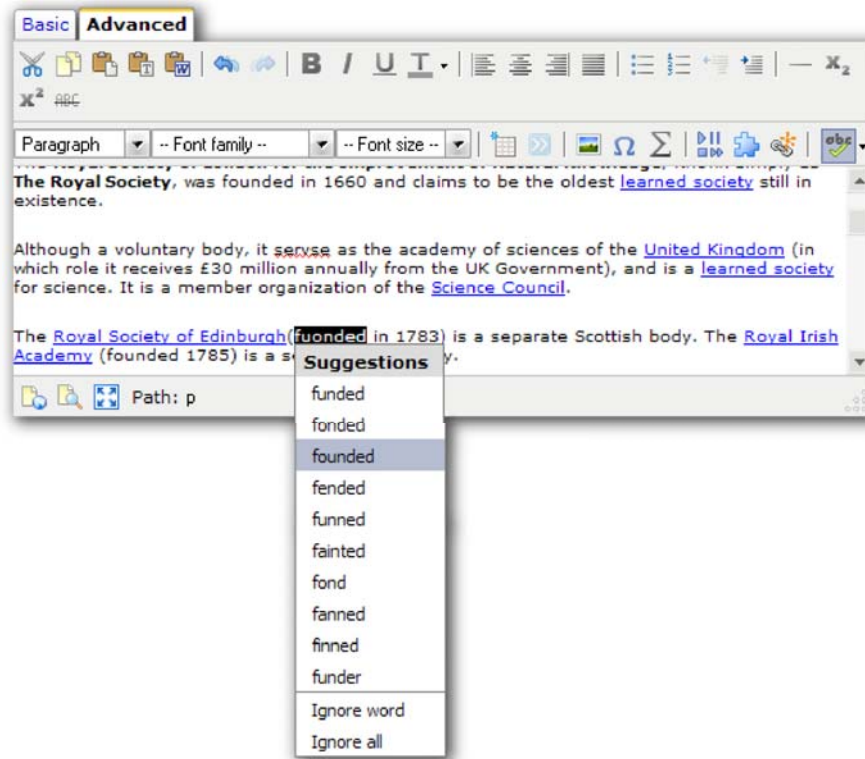 Basic Advanced
B I U T X₂
X² ABC
Paragraph -- Font family -- -- Font size -- Ω Σ abc
The Royal Society, was founded in 1660 and claims to be the oldest learned society still in
existence.
Although a voluntary body, it servse as the academy of sciences of the United Kingdom (in
which role it receives £30 million annually from the UK Government), and is a learned society
for science. It is a member organization of the Science Council.
The Royal Society of Edinburgh(fuonded in 1783) is a separate Scottish body. The Royal Irish
Academy (founded 1785) is a se y.
Suggestions
Path: p
funded
fonded
founded
fended
funned
fainted
fond
fanned
finned
funder
Ignore word
Ignore all